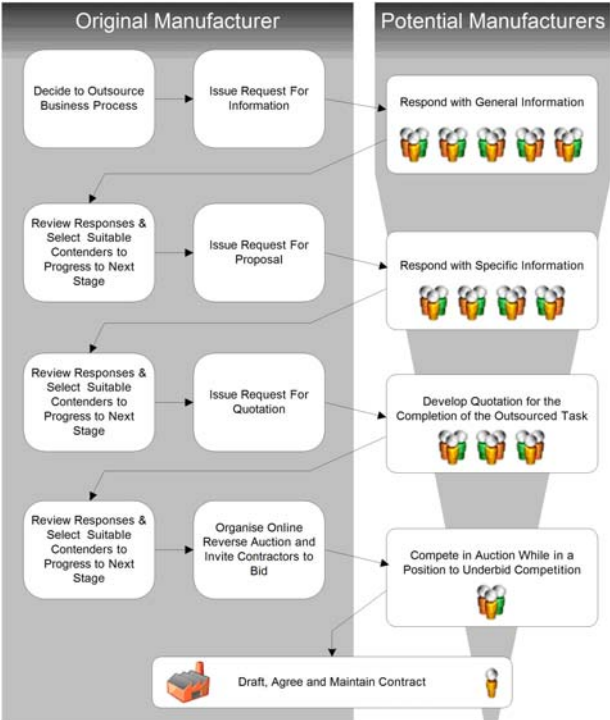 Original Manufacturer
Potential Manufacturers
Decide to Outsource
Business Process
Issue Request For
Information
Respond with General Information
Review Responses &
Select Suitable
Contenders to
Progress to Next
Stage
Issue Request For
Proposal
Respond with Specific Information
Review Responses &
Select Suitable
Contenders to
Progress to Next
Stage
Issue Request For
Quotation
Develop Quotation for the
Completion of the Outsourced Task
Review Responses &
Select Suitable
Contenders to
Progress to Next
Stage
Organise Online
Reverse Auction and
Invite Contractors to
Bid
Compete in Auction While in a
Position to Underbid Competition
Draft, Agree and Maintain Contract